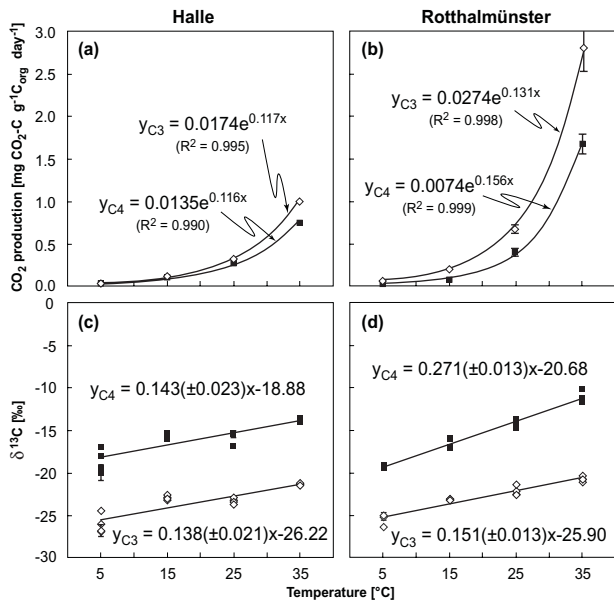 Halle
Rotthalmünster
CO₂ production [mg CO₂-C g⁻¹C_org day⁻¹]
3.0
2.5
2.0
1.5
1.0
0.5
0.0
(a)
y_C3 = 0.0174e^0.117x
(R² = 0.995)
y_C4 = 0.0135e^0.116x
(R² = 0.990)
(b)
y_C3 = 0.0274e^0.131x
(R² = 0.998)
y_C4 = 0.0074e^0.156x
(R² = 0.999)
δ¹³C [‰]
0
-5
-10
-15
-20
-25
-30
(c)
y_C4 = 0.143(±0.023)x-18.88
y_C3 = 0.138(±0.021)x-26.22
(d)
y_C4 = 0.271(±0.013)x-20.68
y_C3 = 0.151(±0.013)x-25.90
5 15 25 35
5 15 25 35
Temperature [°C]
Temperature [°C]